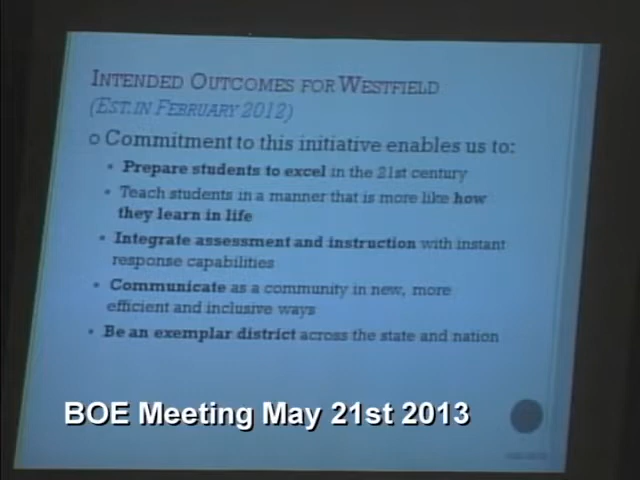 INTENDED OUTCOMES FOR WESTFIELD
(EST. IN FEBRUARY 2012)
Commitment to this initiative enables us to:
• Prepare students to excel in the 21st century
• Teach students in a manner that is more like how
they learn in life
• Integrate assessment and instruction with instant
response capabilities
• Communicate as a community in new, more
efficient and inclusive ways
• Be an exemplar district across the state and nation
BOE Meeting May 21st 2013